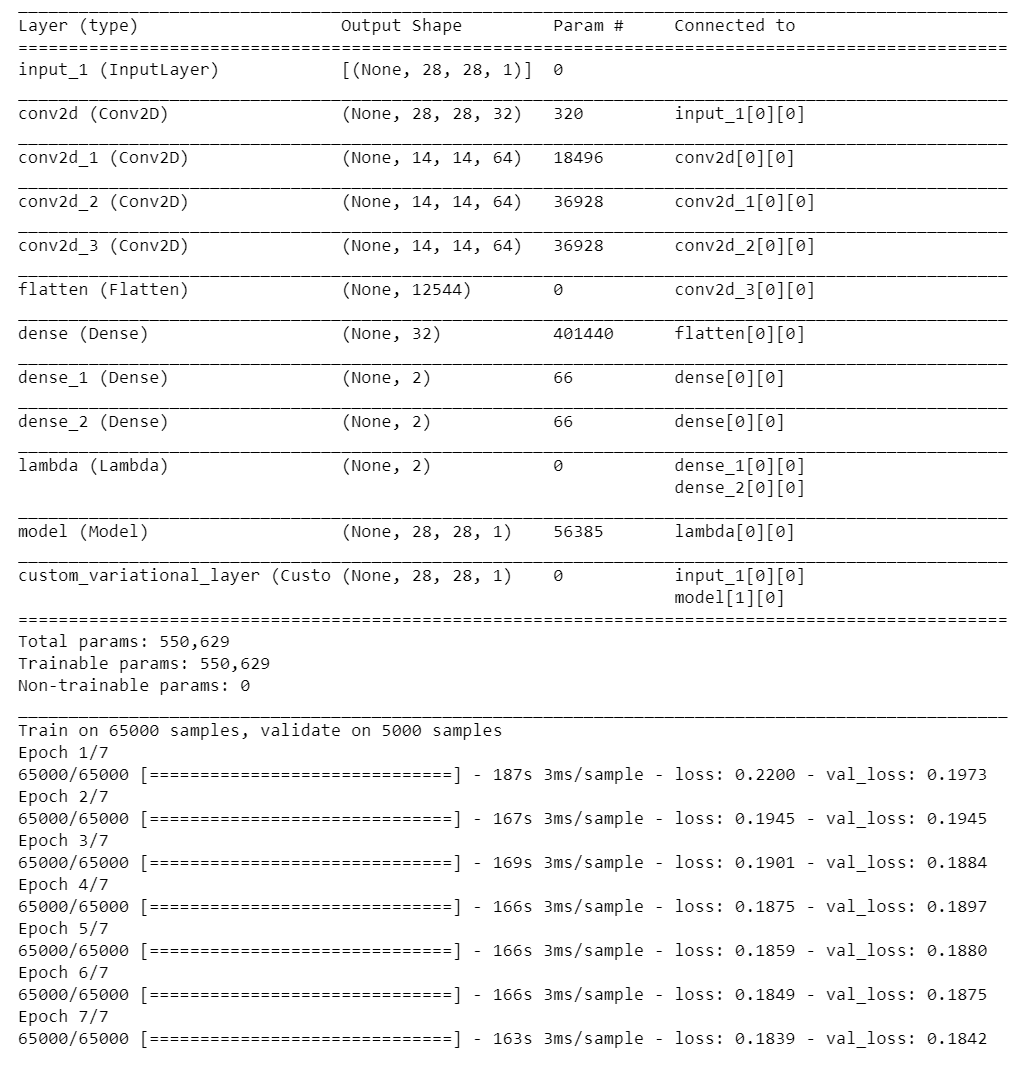 Layer (type) Output Shape Param # Connected to
==================================================================================================
input_1 (InputLayer) [(None, 28, 28, 1)] 0
__________________________________________________________________________________________________
conv2d (Conv2D) (None, 28, 28, 32) 320 input_1[0][0]
__________________________________________________________________________________________________
conv2d_1 (Conv2D) (None, 14, 14, 64) 18496 conv2d[0][0]
__________________________________________________________________________________________________
conv2d_2 (Conv2D) (None, 14, 14, 64) 36928 conv2d_1[0][0]
__________________________________________________________________________________________________
conv2d_3 (Conv2D) (None, 14, 14, 64) 36928 conv2d_2[0][0]
__________________________________________________________________________________________________
flatten (Flatten) (None, 12544) 0 conv2d_3[0][0]
__________________________________________________________________________________________________
dense (Dense) (None, 32) 401440 flatten[0][0]
__________________________________________________________________________________________________
dense_1 (Dense) (None, 2) 66 dense[0][0]
__________________________________________________________________________________________________
dense_2 (Dense) (None, 2) 66 dense[0][0]
__________________________________________________________________________________________________
lambda (Lambda) (None, 2) 0 dense_1[0][0]
dense_2[0][0]
__________________________________________________________________________________________________
model (Model) (None, 28, 28, 1) 56385 lambda[0][0]
__________________________________________________________________________________________________
custom_variational_layer (Custo (None, 28, 28, 1) 0 input_1[0][0]
model[1][0]
==================================================================================================
Total params: 550,629
Trainable params: 550,629
Non-trainable params: 0
__________________________________________________________________________________________________
Train on 65000 samples, validate on 5000 samples
Epoch 1/7
65000/65000 [==============================] - 187s 3ms/sample - loss: 0.2200 - val_loss: 0.1973
Epoch 2/7
65000/65000 [==============================] - 167s 3ms/sample - loss: 0.1945 - val_loss: 0.1945
Epoch 3/7
65000/65000 [==============================] - 169s 3ms/sample - loss: 0.1901 - val_loss: 0.1884
Epoch 4/7
65000/65000 [==============================] - 166s 3ms/sample - loss: 0.1875 - val_loss: 0.1897
Epoch 5/7
65000/65000 [==============================] - 166s 3ms/sample - loss: 0.1859 - val_loss: 0.1880
Epoch 6/7
65000/65000 [==============================] - 166s 3ms/sample - loss: 0.1849 - val_loss: 0.1875
Epoch 7/7
65000/65000 [==============================] - 163s 3ms/sample - loss: 0.1839 - val_loss: 0.1842